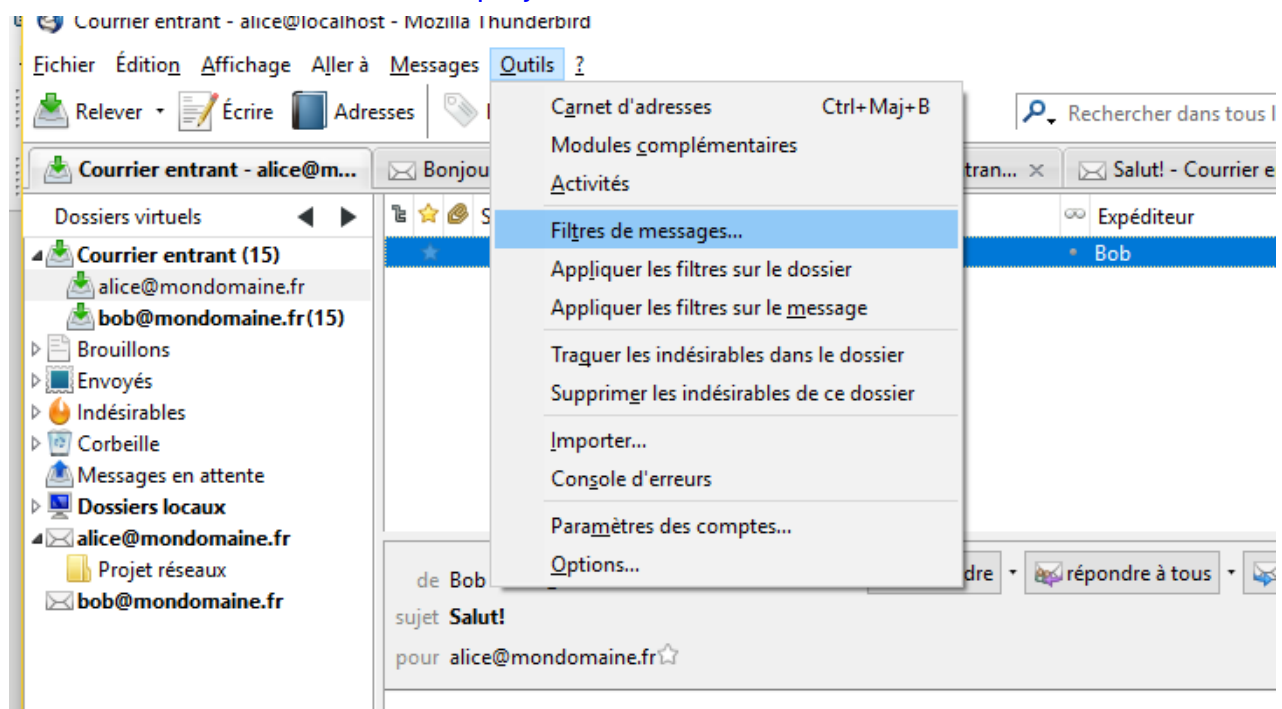 Courrier entrant - alice@localhost - Mozilla Thunderbird
Fichier Édition Affichage Aller à Messages Outils ?
Relever Écrire Adresses
Rechercher dans tous l
Courrier entrant - alice@m... Bonjou tran... × Salut! - Courrier e
Dossiers virtuels
S Expéditeur
Bob
Courrier entrant (15)
alice@mondomaine.fr
bob@mondomaine.fr (15)
Brouillons
Envoyés
Indésirables
Corbeille
Messages en attente
Dossiers locaux
alice@mondomaine.fr
Projet réseaux
bob@mondomaine.fr
Carnet d'adresses Ctrl+Maj+B
Modules complémentaires
Activités
Filtres de messages...
Appliquer les filtres sur le dossier
Appliquer les filtres sur le message
Traquer les indésirables dans le dossier
Supprimer les indésirables de ce dossier
Importer...
Console d'erreurs
Paramètres des comptes...
Options...
de Bob
dre répondre à tous
sujet Salut!
pour alice@mondomaine.fr